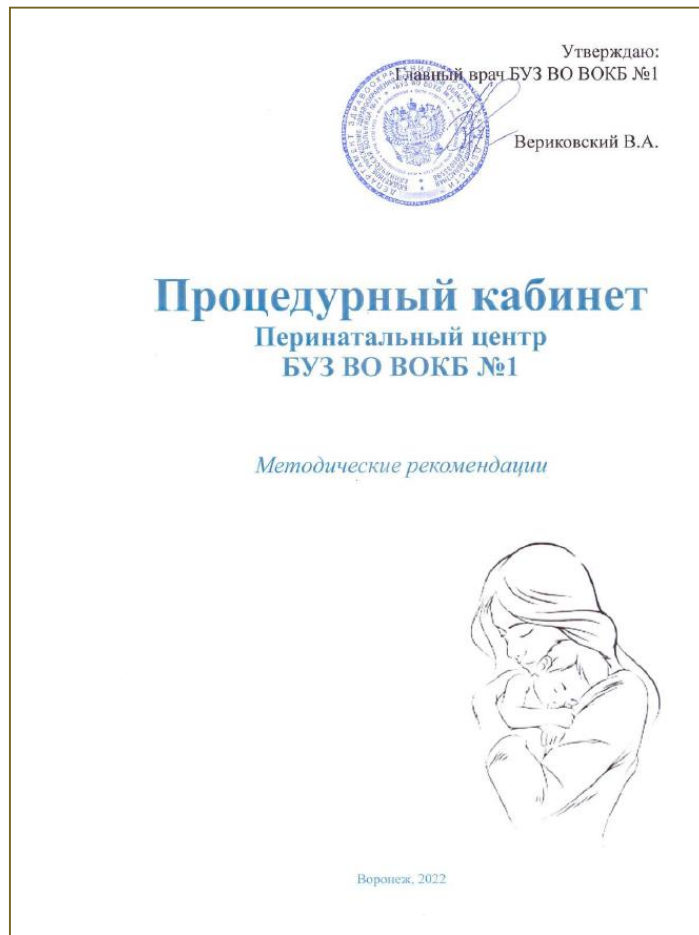 Утверждаю:
Главный врач БУЗ ВО ВОКБ №1
Вериковский В.А.
Процедурный кабинет
Перинатальный центр
БУЗ ВО ВОКБ №1
Методические рекомендации
Воронеж, 2022